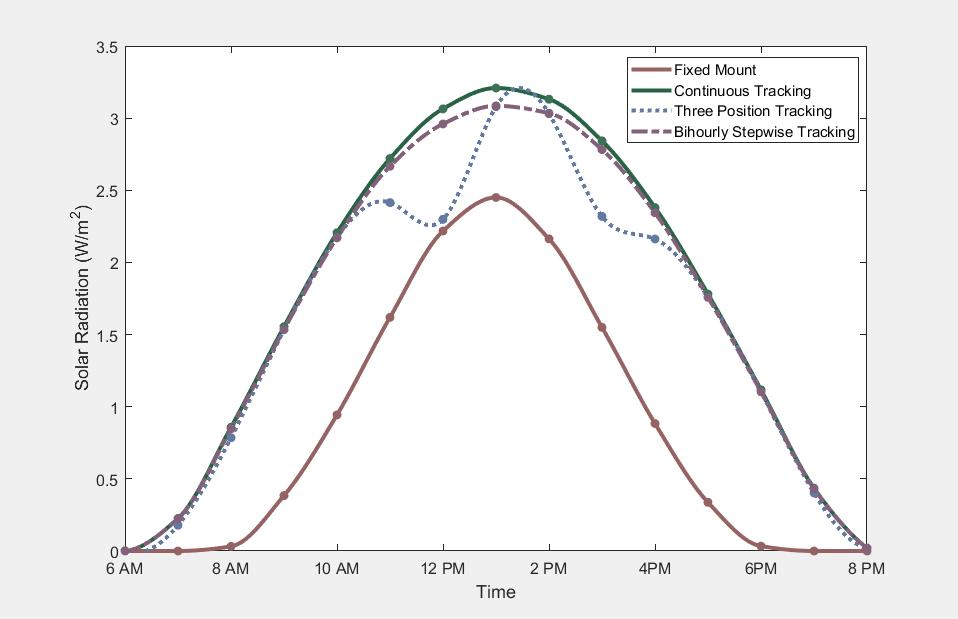 3.5
3
2.5
2
1.5
1
0.5
0
Solar Radiation (W/m²)
Fixed Mount
Continuous Tracking
Three Position Tracking
Bihourly Stepwise Tracking
6 AM 8 AM 10 AM 12 PM 2 PM 4PM 6PM 8 PM
Time